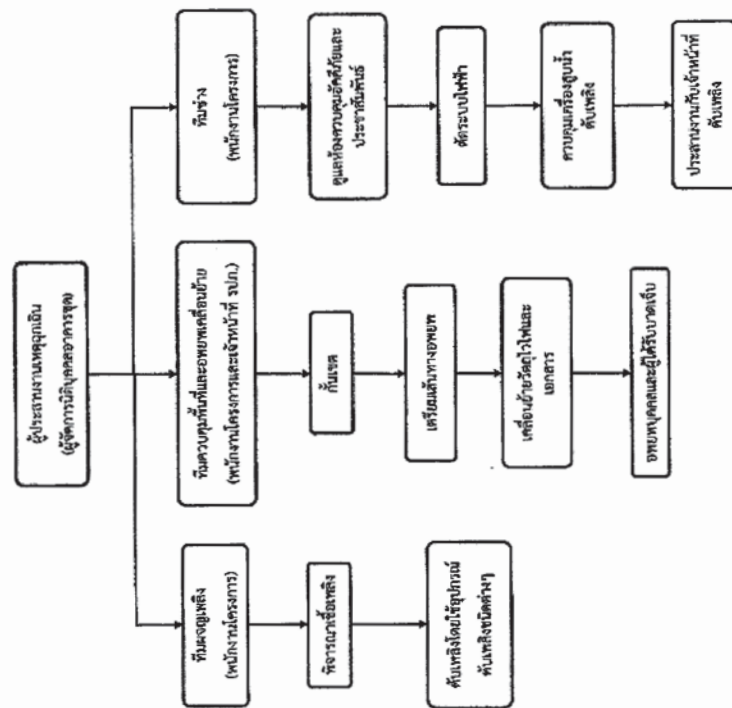 ผู้ประสานงานเหตุฉุกเฉิน
(ผู้จัดการนิติบุคคลอาคารชุด)
ทีมผจญเพลิง
(พนักงานโครงการ)
พิจารณาเชื้อเพลิง
ดับเพลิงโดยใช้อุปกรณ์
ดับเพลิงชนิดต่างๆ
ทีมควบคุมพื้นที่และอพยพเคลื่อนย้าย
(พนักงานโครงการและเจ้าหน้าที่ รปภ.)
กั้นเขต
เตรียมเส้นทางอพยพ
เคลื่อนย้ายวัตถุไวไฟและ
เอกสาร
อพยพบุคคลและผู้ได้รับบาดเจ็บ
ทีมช่าง
(พนักงานโครงการ)
ดูแลห้องควบคุมอัคคีภัยและ
ประชาสัมพันธ์
ตัดระบบไฟฟ้า
ควบคุมเครื่องสูบน้ำ
ดับเพลิง
ประสานงานกับเจ้าหน้าที่
ดับเพลิง